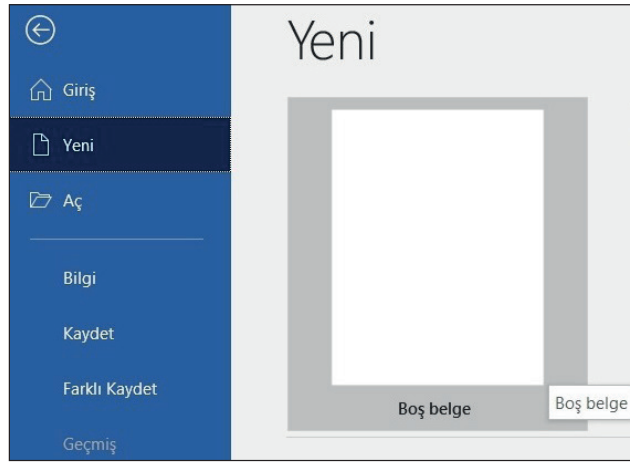 Yeni
Giriş
Yeni
Aç
Bilgi
Kaydet
Farklı Kaydet
Geçmiş
Boş belge
Boş belge